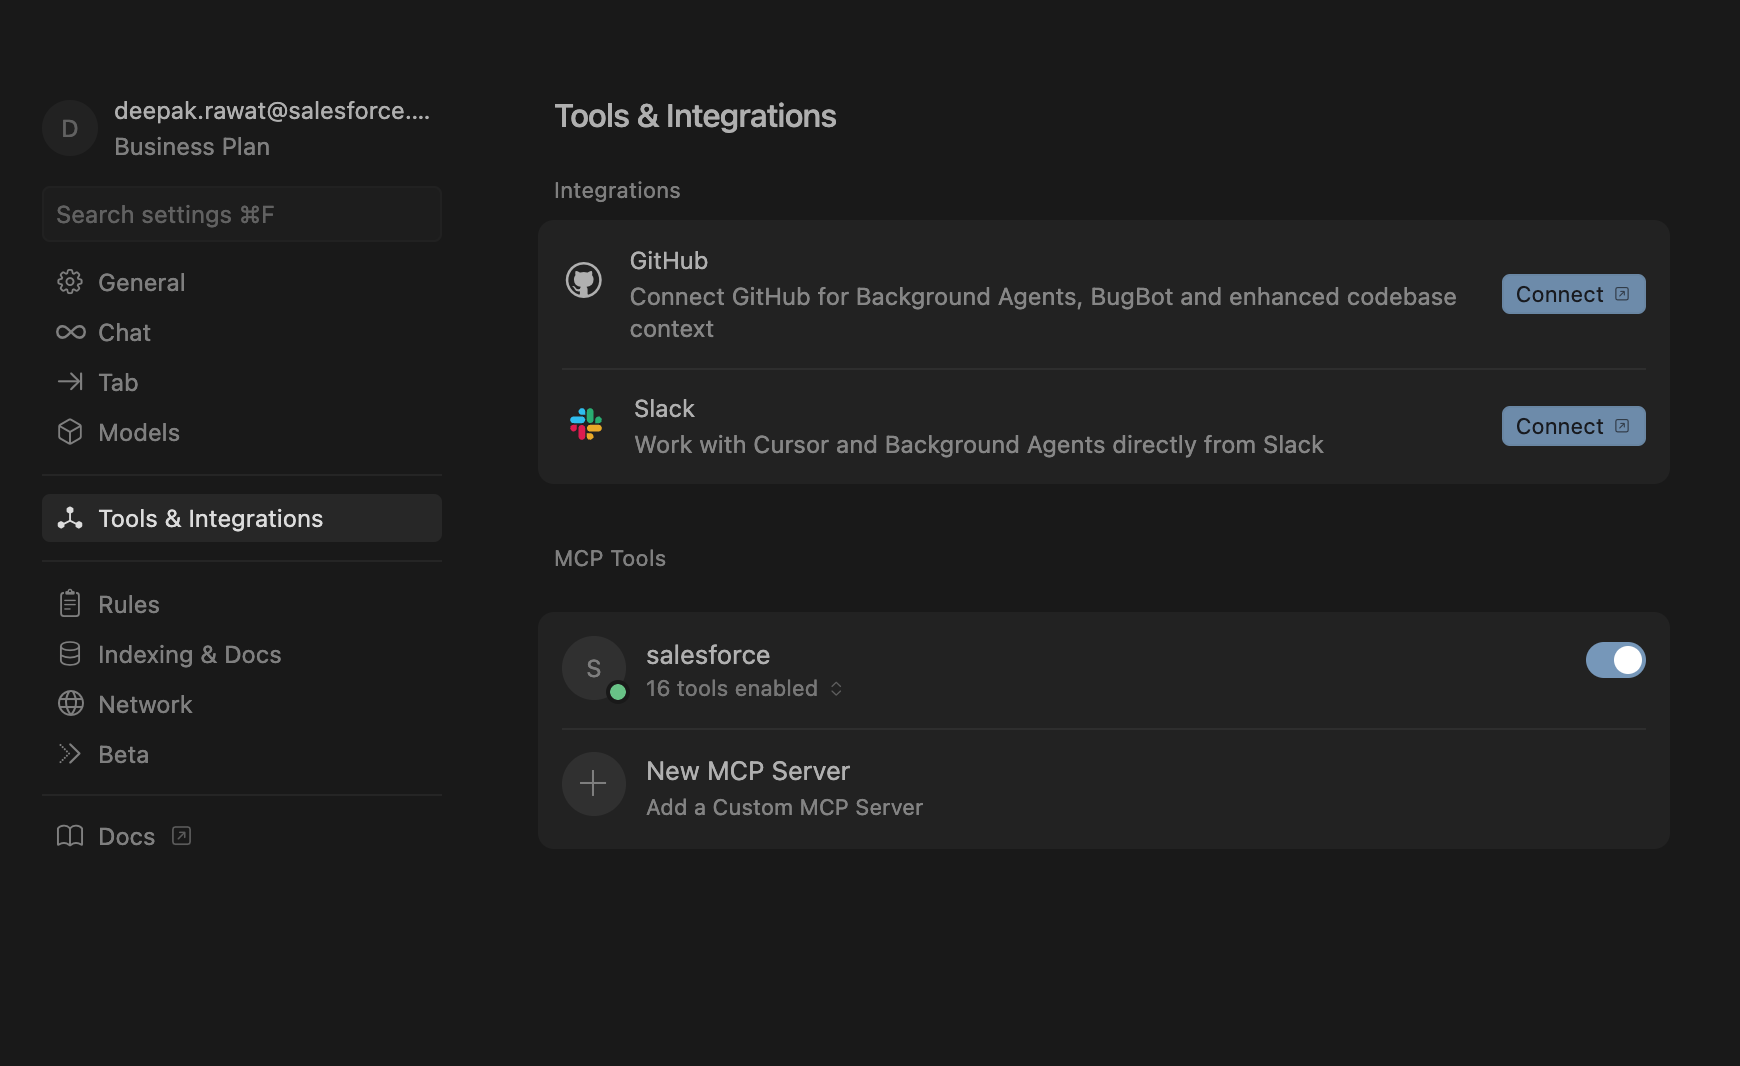 D
deepak.rawat@salesforce....
Business Plan
Search settings ⌘F
General
Chat
Tab
Models
Tools & Integrations
Rules
Indexing & Docs
Network
Beta
Docs
Tools & Integrations
Integrations
GitHub
Connect GitHub for Background Agents, BugBot and enhanced codebase
context
Connect
Slack
Work with Cursor and Background Agents directly from Slack
Connect
MCP Tools
S
salesforce
16 tools enabled
New MCP Server
Add a Custom MCP Server